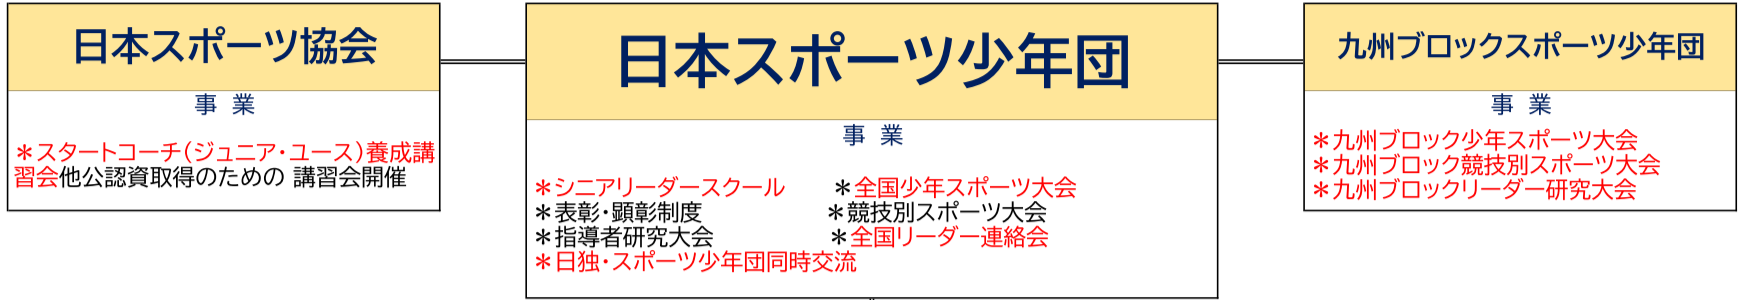 日本スポーツ協会
事 業
＊スタートコーチ（ジュニア・ユース）養成講
習会他公認資取得のための 講習会開催
日本スポーツ少年団
事 業
＊シニアリーダースクール ＊全国少年スポーツ大会
＊表彰・顕彰制度 ＊競技別スポーツ大会
＊指導者研究大会 ＊全国リーダー連絡会
＊日独・スポーツ少年団同時交流
九州ブロックスポーツ少年団
事 業
＊九州ブロック少年スポーツ大会
＊九州ブロック競技別スポーツ大会
＊九州ブロックリーダー研究大会